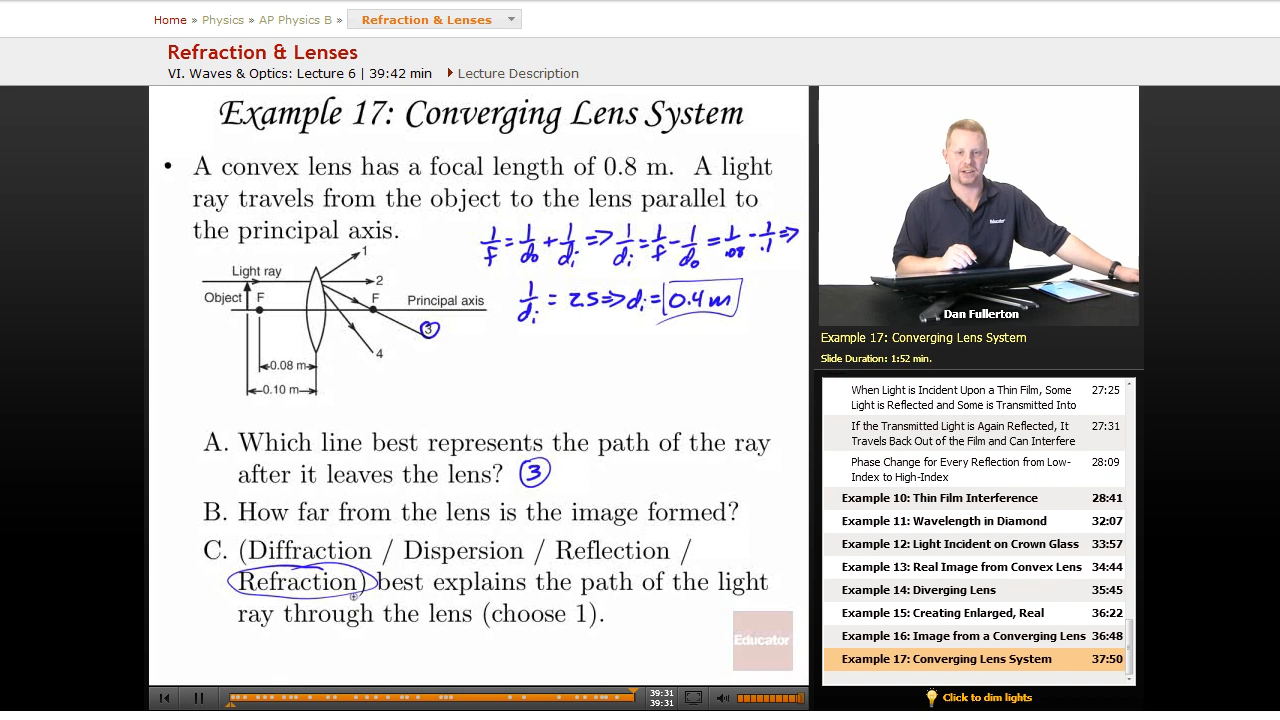 Home » Physics » AP Physics B » Refraction & Lenses
Refraction & Lenses
VI. Waves & Optics: Lecture 6 | 39:42 min Lecture Description
Example 17: Converging Lens System
• A convex lens has a focal length of 0.8 m. A light
ray travels from the object to the lens parallel to
the principal axis.
1/f = 1/do + 1/di => 1/di = 1/f - 1/do = 1/.08 - 1/.1 =>
1/di = 2.5 => di = 0.4 m
1
Light ray
2
Object F
F
Principal axis
3
4
0.08 m
0.10 m
A. Which line best represents the path of the ray
after it leaves the lens? 3
B. How far from the lens is the image formed?
C. (Diffraction / Dispersion / Reflection /
Refraction) best explains the path of the light
ray through the lens (choose 1).
Educator
Educator
Dan Fullerton
Example 17: Converging Lens System
Slide Duration: 1:52 min.
When Light is Incident Upon a Thin Film, Some 27:25
Light is Reflected and Some is Transmitted Into
If the Transmitted Light is Again Reflected, It 27:31
Travels Back Out of the Film and Can Interfere
Phase Change for Every Reflection from Low- 28:09
Index to High-Index
Example 10: Thin Film Interference 28:41
Example 11: Wavelength in Diamond 32:07
Example 12: Light Incident on Crown Glass 33:57
Example 13: Real Image from Convex Lens 34:44
Example 14: Diverging Lens 35:45
Example 15: Creating Enlarged, Real 36:22
Example 16: Image from a Converging Lens 36:48
Example 17: Converging Lens System 37:50
39:31
39:31
Click to dim lights